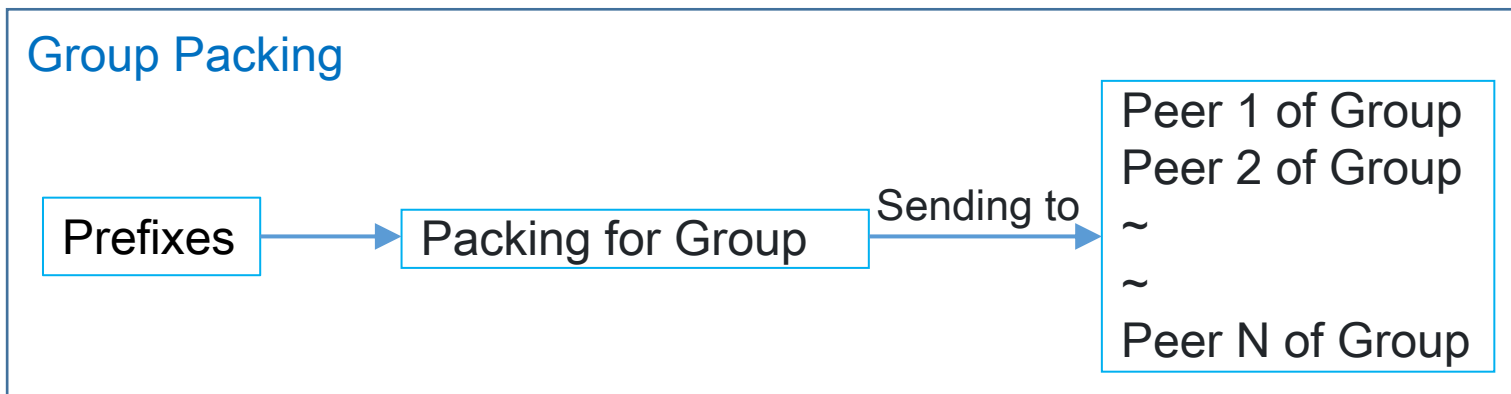 Group Packing
Prefixes
Packing for Group
Sending to
Peer 1 of Group
Peer 2 of Group
~
~
Peer N of Group